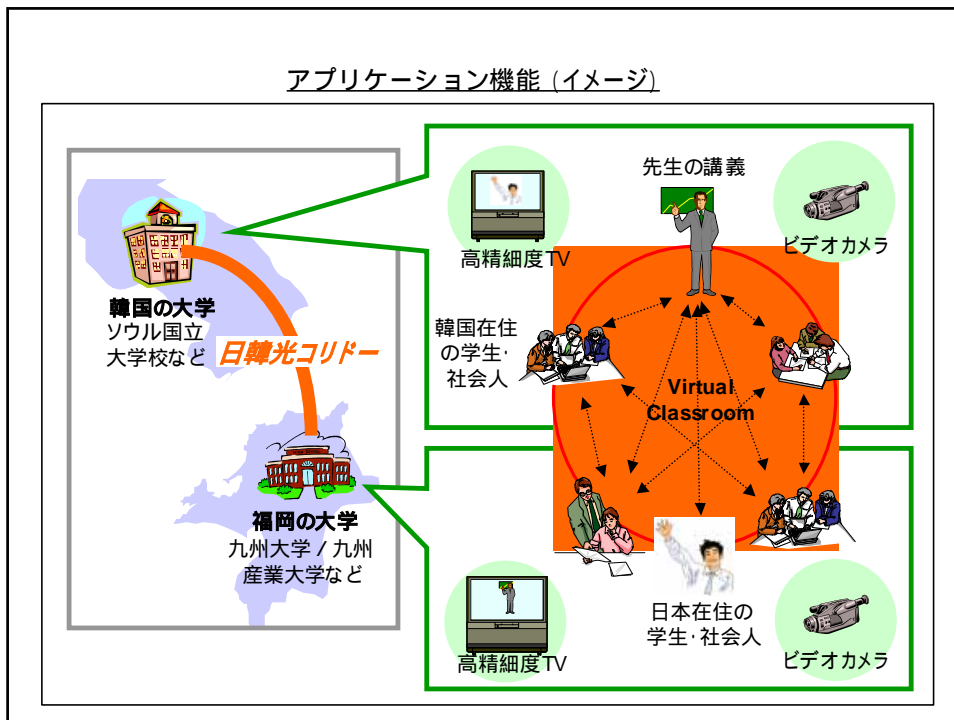 アプリケーション機能 (イメージ)
韓国の大学
ソウル国立
大学校など
日韓光コリドー
福岡の大学
九州大学 / 九州
産業大学など
先生の講義
高精細度TV
ビデオカメラ
韓国在住
の学生・
社会人
Virtual
Classroom
日本在住の
学生・社会人
高精細度TV
ビデオカメラ